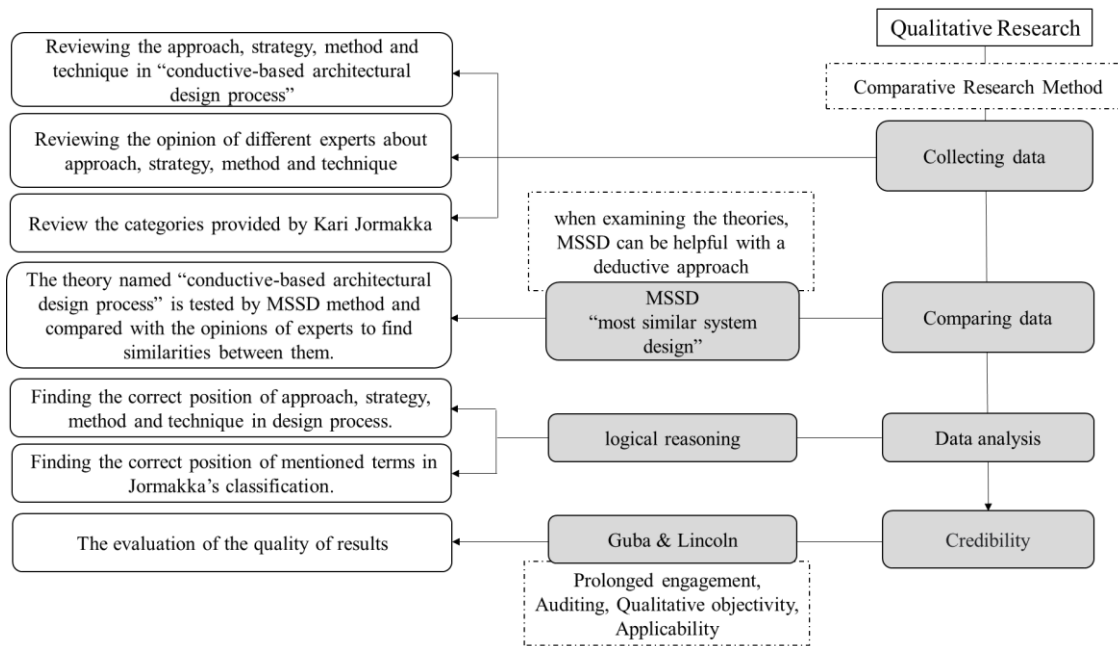 Qualitative Research
Comparative Research Method
Reviewing the approach, strategy, method and
technique in “conductive-based architectural
design process”
Reviewing the opinion of different experts about
approach, strategy, method and technique
Review the categories provided by Kari Jormakka
Collecting data
when examining the theories,
MSSD can be helpful with a
deductive approach
The theory named “conductive-based architectural
design process” is tested by MSSD method and
compared with the opinions of experts to find
similarities between them.
MSSD
“most similar system
design”
Comparing data
Finding the correct position of approach, strategy,
method and technique in design process.
Finding the correct position of mentioned terms in
Jormakka’s classification.
logical reasoning
Data analysis
The evaluation of the quality of results
Guba & Lincoln
Credibility
Prolonged engagement,
Auditing, Qualitative objectivity,
Applicability